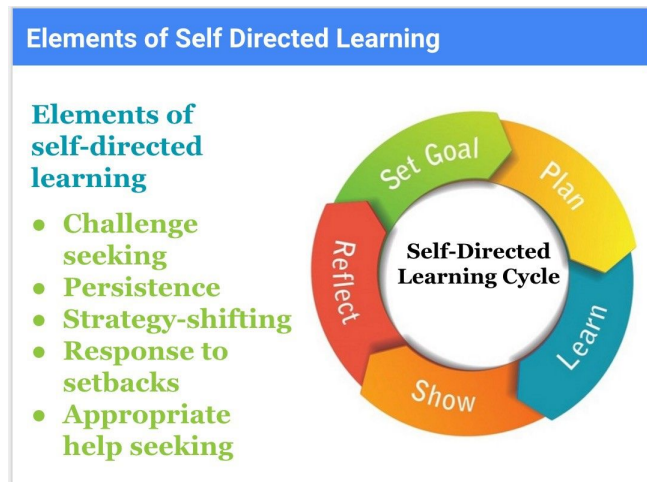 Elements of Self Directed Learning
Elements of
self-directed
learning
● Challenge
seeking
● Persistence
● Strategy-shifting
● Response to
setbacks
● Appropriate
help seeking
Set Goal
Plan
Learn
Show
Reflect
Self-Directed
Learning Cycle